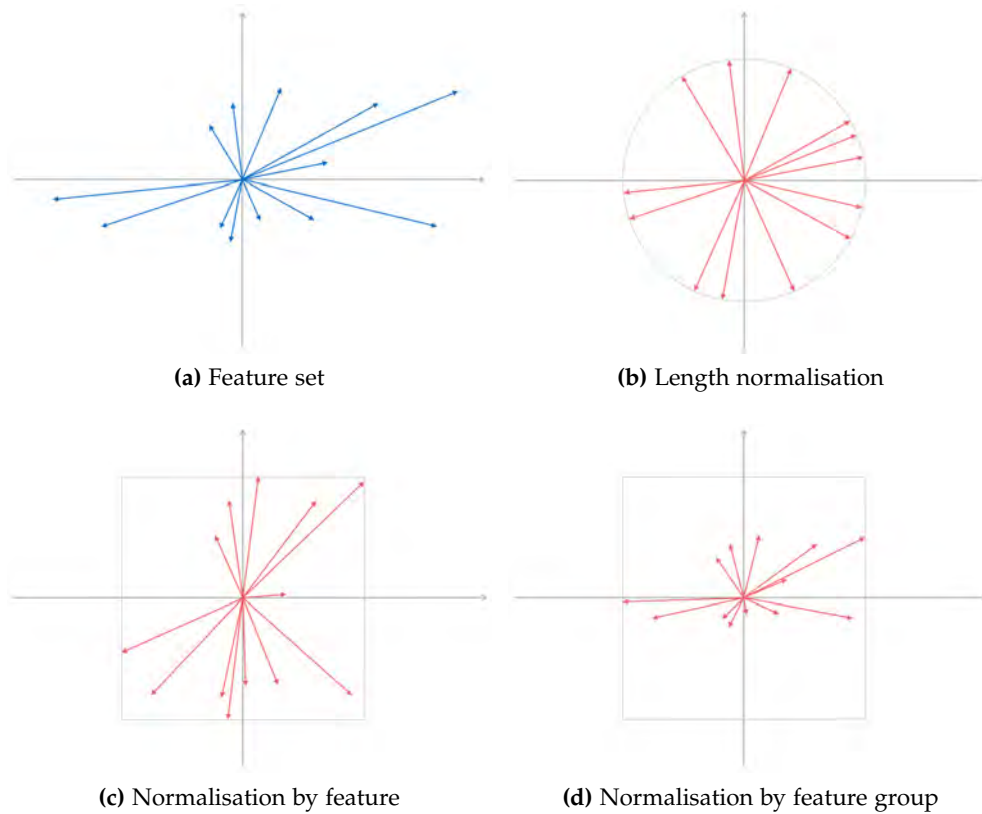 (a) Feature set
(b) Length normalisation
(c) Normalisation by feature
(d) Normalisation by feature group